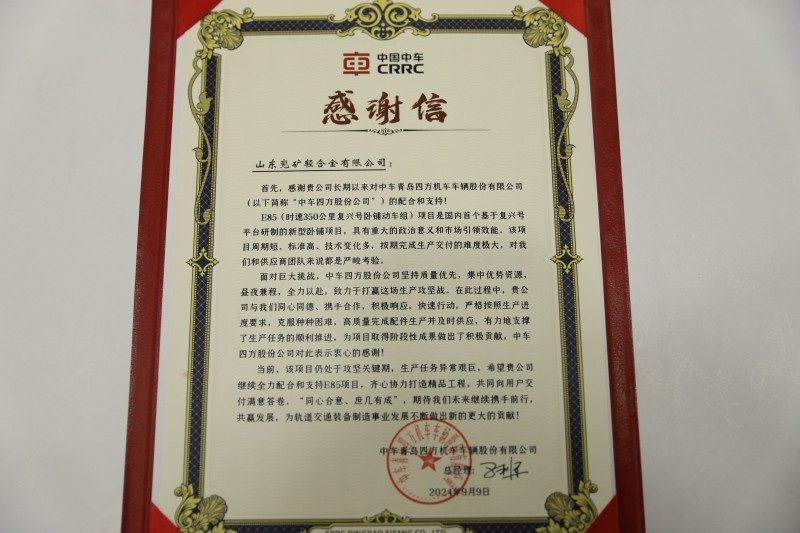 車 中国中车
CRRC
感谢信
山东兖矿轻合金有限公司：
首先，感谢贵公司长期以来对中车青岛四方机车车辆股份有限公司
（以下简称“中车四方股份公司”）的配合和支持！
E85（时速350公里复兴号卧铺动车组）项目是国内首个基于复兴号
平台研制的新型卧铺项目，具有重大的政治意义和市场引领效能。该
项目周期短、标准高、技术变化多，按期完成生产交付的难度极大，对我
们和供应商团队来说都是严峻考验。
面对巨大挑战，中车四方股份公司坚持质量优先，集中优势资源，
昼夜兼程，全力以赴，致力于打赢这场生产攻坚战。在此过程中，贵公
司与我们同心同德、携手合作，积极响应，快速行动，严格按照生产进
度要求，克服种种困难，高质量完成配件生产并及时供应，有力地支撑
了生产任务的顺利推进，为项目取得阶段性成果做出了积极贡献，中车
四方股份公司对此表示衷心的感谢！
当前，该项目仍处于攻坚关键期，生产任务异常艰巨，希望贵公司
继续全力配合和支持E85项目，齐心协力打造精品工程，共同向用户交
付满意答卷。“同心合意、庶几有成”，期待我们未来继续携手前行，
共赢发展，为轨道交通装备制造事业发展不断做出新的更大的贡献！
中车青岛四方机车车辆股份有限公司
总经理：
2024年9月9日
CRRC QINGDAO SIFANG CO., LTD.